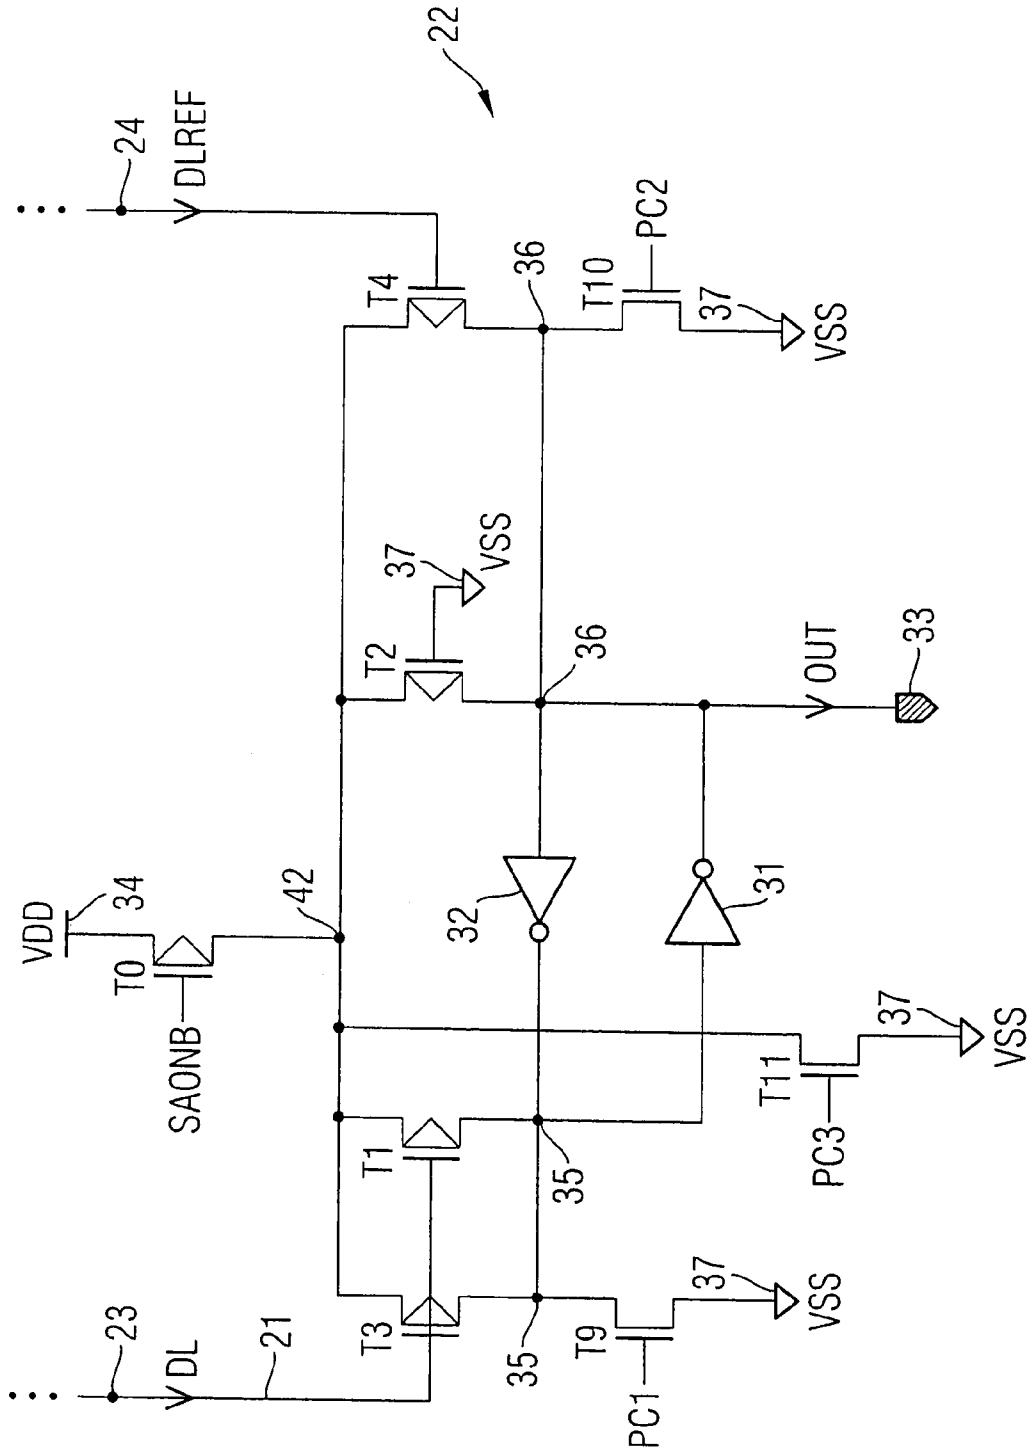 22
24
DLREF
T4
36
T10
PC2
37
VSS
T2
37
VSS
36
OUT
33
VDD
34
T0
SAONB
42
32
31
T1
35
T11
PC3
37
VSS
23
DL
21
T3
35
T9
PC1
37
VSS